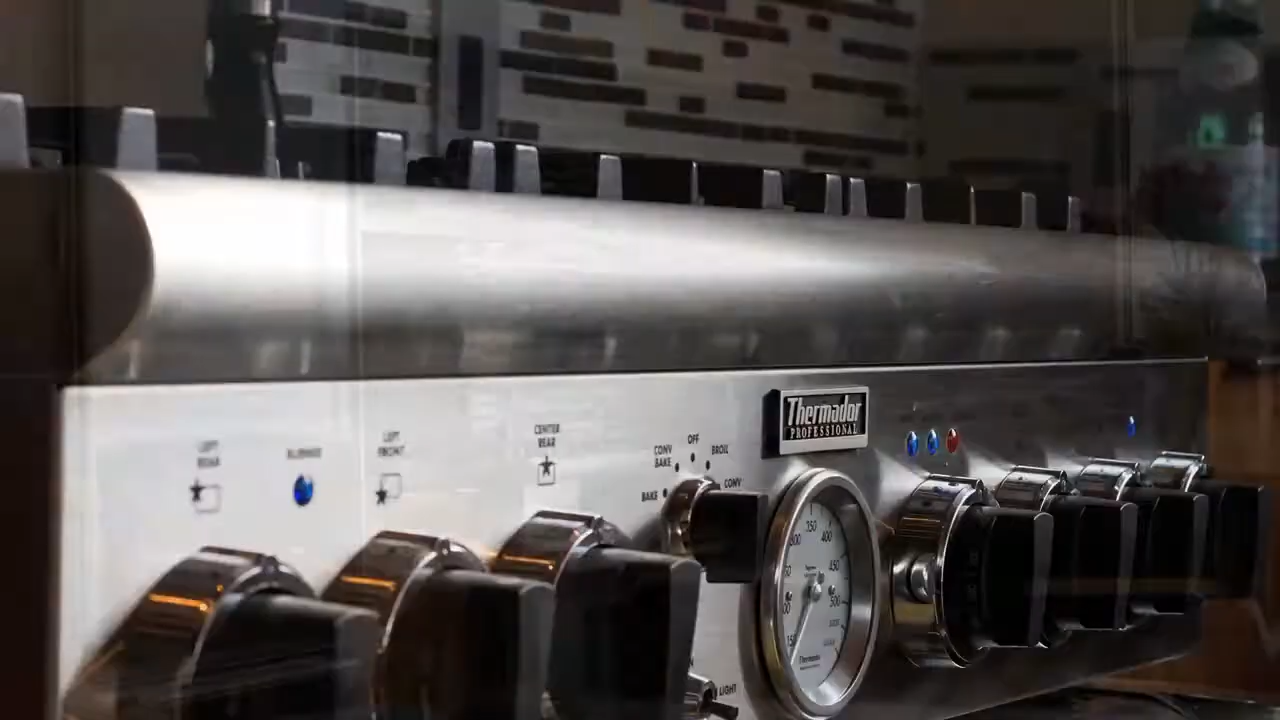 LEFT
REAR
LEFT
FRONT
CENTER
REAR
OFF
CONV
BAKE
BROIL
BAKE
CONV
Thermador
PROFESSIONAL
350
400
450
500
Thermador
LIGHT